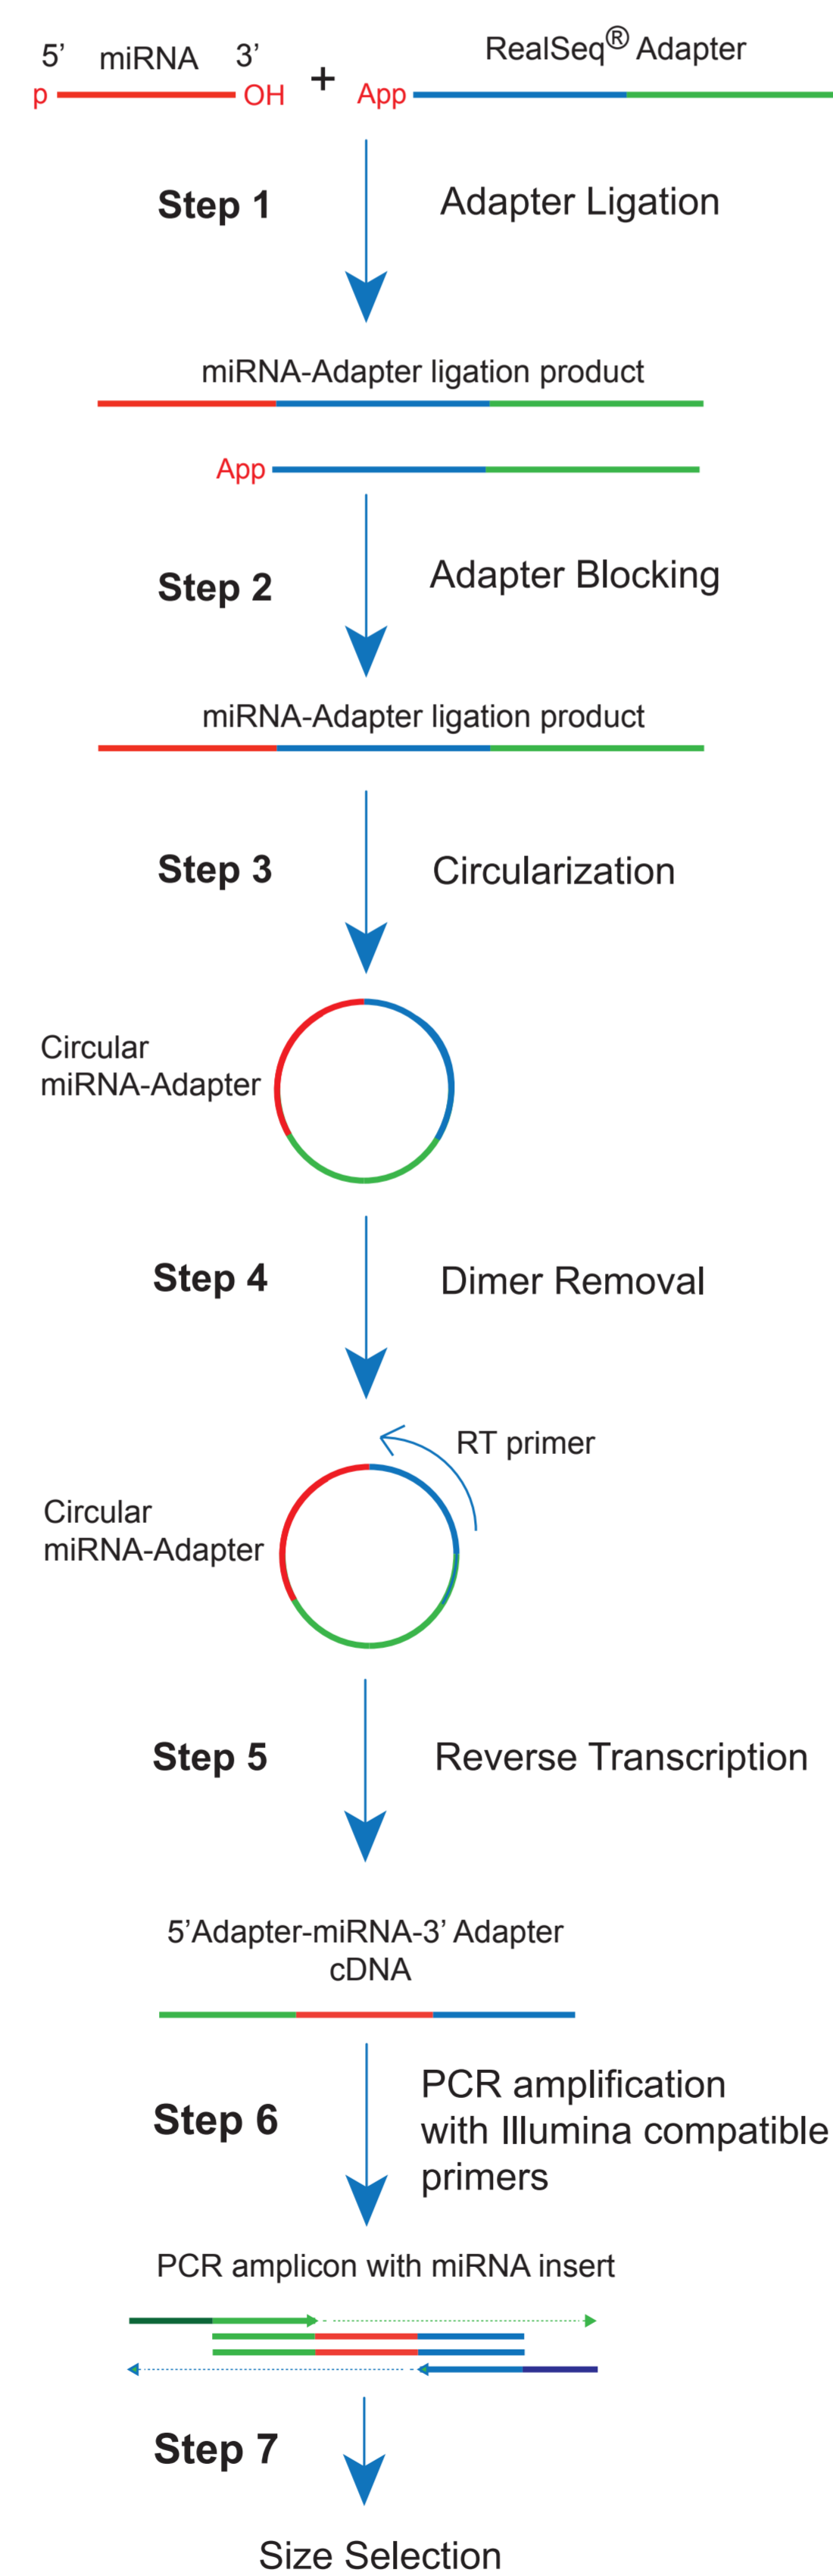 5’ miRNA 3’
RealSeq® Adapter
p
OH
+
App
Step 1
Adapter Ligation
miRNA-Adapter ligation product
App
Step 2
Adapter Blocking
miRNA-Adapter ligation product
Step 3
Circularization
Circular
miRNA-Adapter
Step 4
Dimer Removal
RT primer
Circular
miRNA-Adapter
Step 5
Reverse Transcription
5’Adapter-miRNA-3’ Adapter
cDNA
Step 6
PCR amplification
with Illumina compatible
primers
PCR amplicon with miRNA insert
Step 7
Size Selection